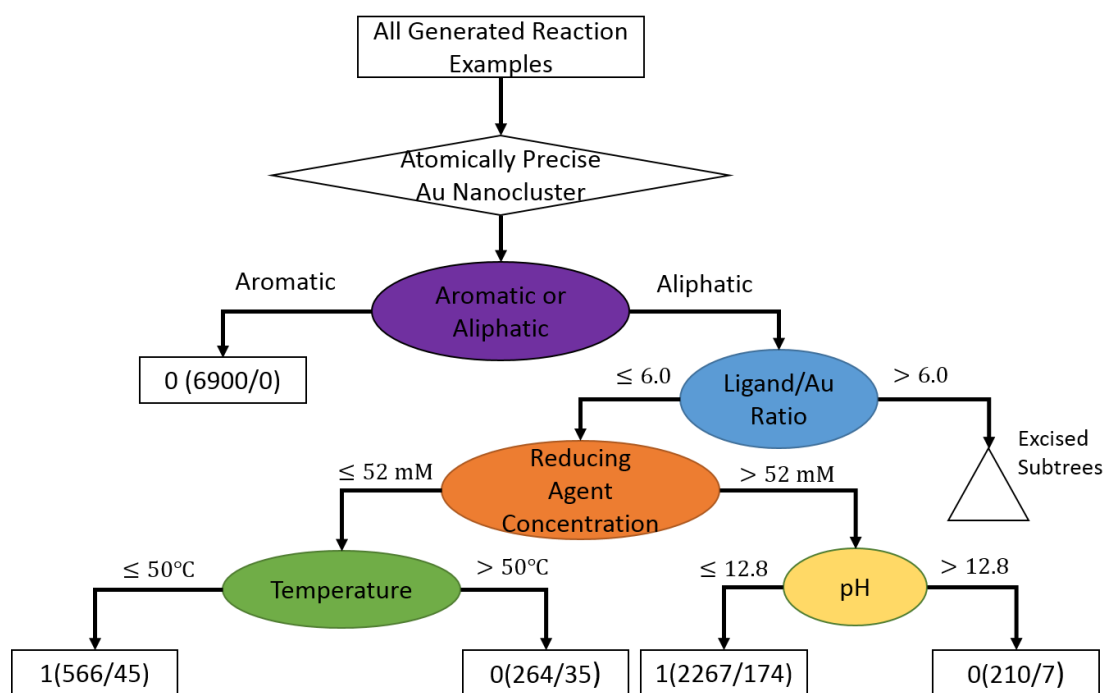 All Generated Reaction
Examples
Atomically Precise
Au Nanocluster
Aromatic
Aromatic or
Aliphatic
Aliphatic
0 (6900/0)
≤ 6.0
Ligand/Au
Ratio
> 6.0
Excised
Subtrees
≤ 52 mM
Reducing
Agent
Concentration
> 52 mM
≤ 50°C
Temperature
> 50°C
≤ 12.8
pH
> 12.8
1(566/45)
0(264/35)
1(2267/174)
0(210/7)